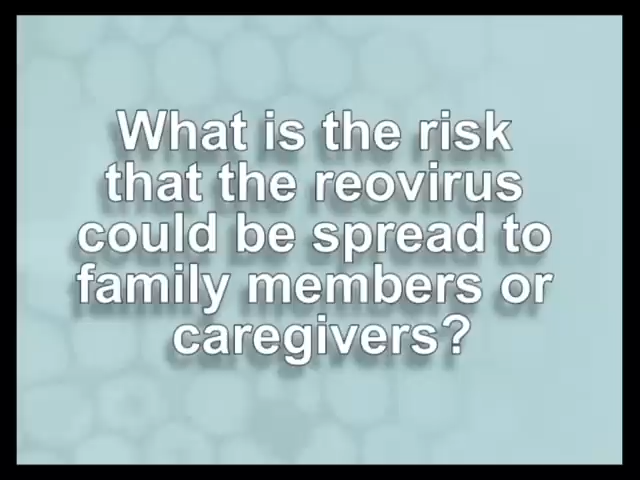 What is the risk
that the reovirus
could be spread to
family members or
caregivers?